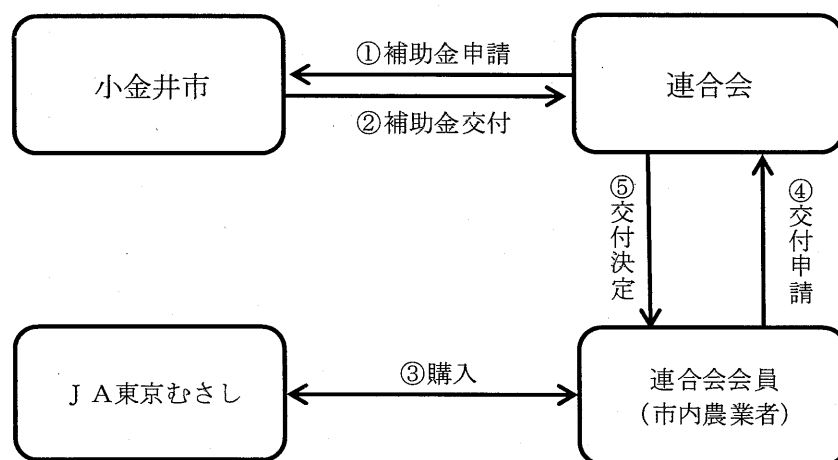 ①補助金申請
小金井市
連合会
②補助金交付
⑤交付決定
④交付申請
ＪＡ東京むさし
③購入
連合会会員
(市内農業者)